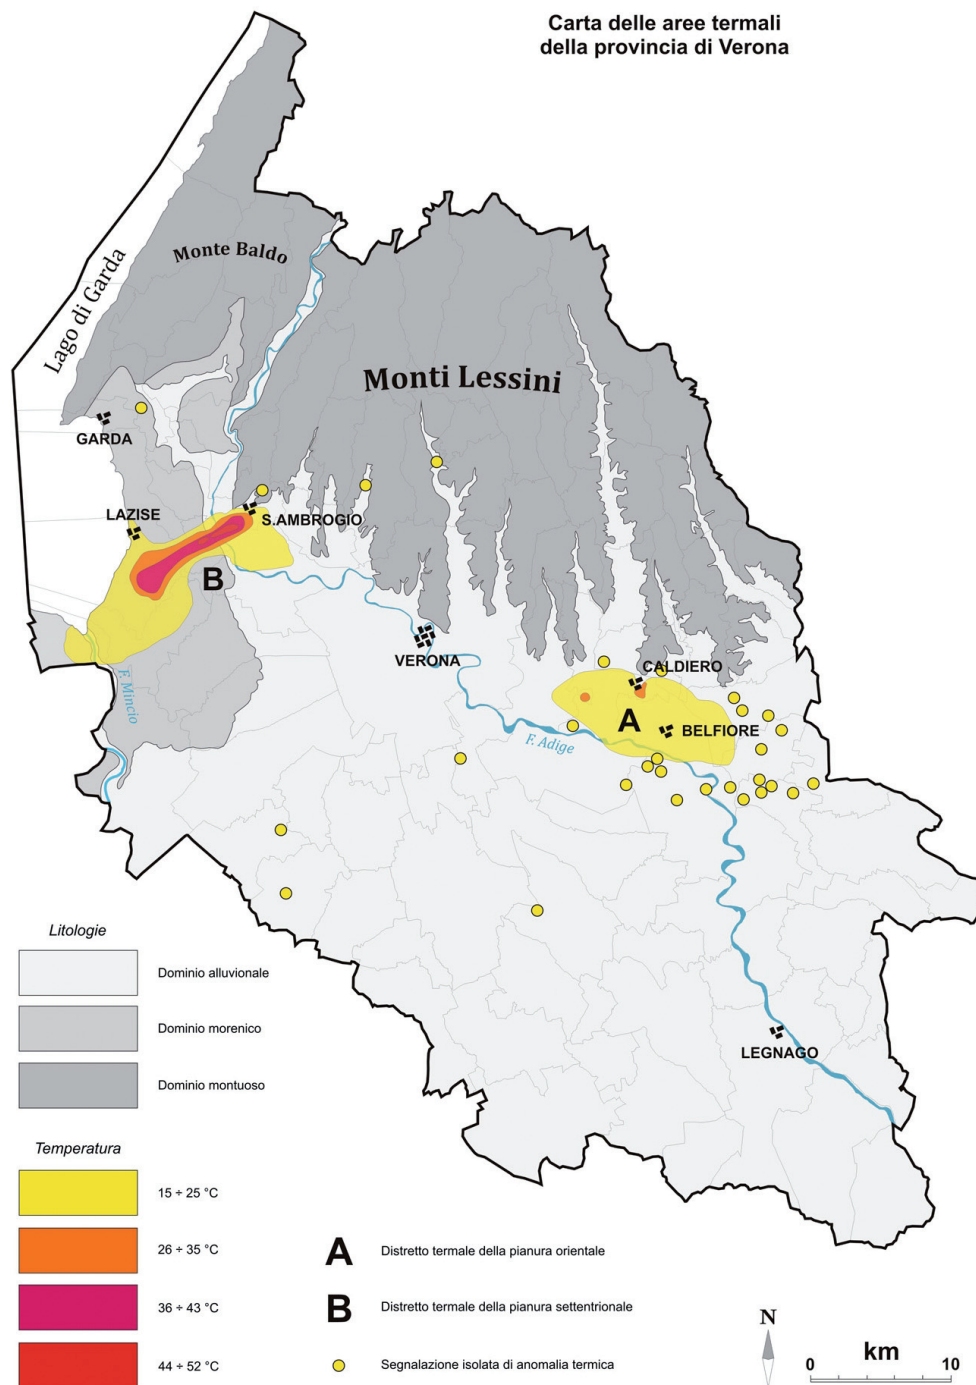 Carta delle aree termali
della provincia di Verona
Monte Baldo
Lago di Garda
Monti Lessini
GARDA
LAZISE
S.AMBROGIO
B
VERONA
CALDIERO
A
BELFIORE
F. Mincio
F. Adige
LEGNAGO
Litologie
Dominio alluvionale
Dominio morenico
Dominio montuoso
Temperatura
15 ÷ 25 °C
26 ÷ 35 °C
36 ÷ 43 °C
44 ÷ 52 °C
A Distretto termale della pianura orientale
B Distretto termale della pianura settentrionale
Segnalazione isolata di anomalia termica
N
km
0 10